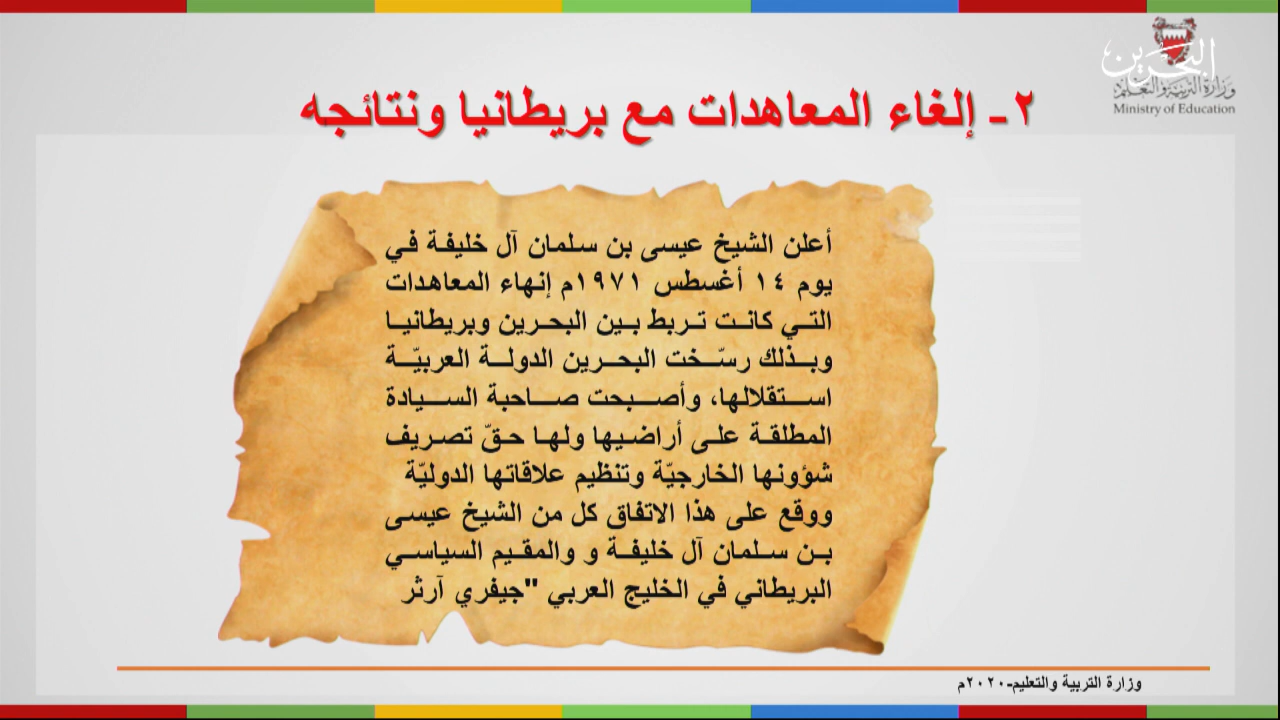 البحرين
وزارة التربية والتعليم
Ministry of Education
٢- إلغاء المعاهدات مع بريطانيا ونتائجه
أعلن الشيخ عيسى بن سلمان آل خليفة في
يوم ١٤ أغسطس ١٩٧١م إنهاء المعاهدات
التي كانت تربط بين البحرين وبريطانيا
وبذلك رسّخت البحرين الدولة العربيّة
استقلالها، وأصبحت صاحبة السيادة
المطلقة على أراضيها ولها حقّ تصريف
شؤونها الخارجيّة وتنظيم علاقاتها الدوليّة
ووقع على هذا الاتفاق كل من الشيخ عيسى
بن سلمان آل خليفة و والمقيم السياسي
البريطاني في الخليج العربي "جيفري آرثر
وزارة التربية والتعليم-٢٠٢٠م